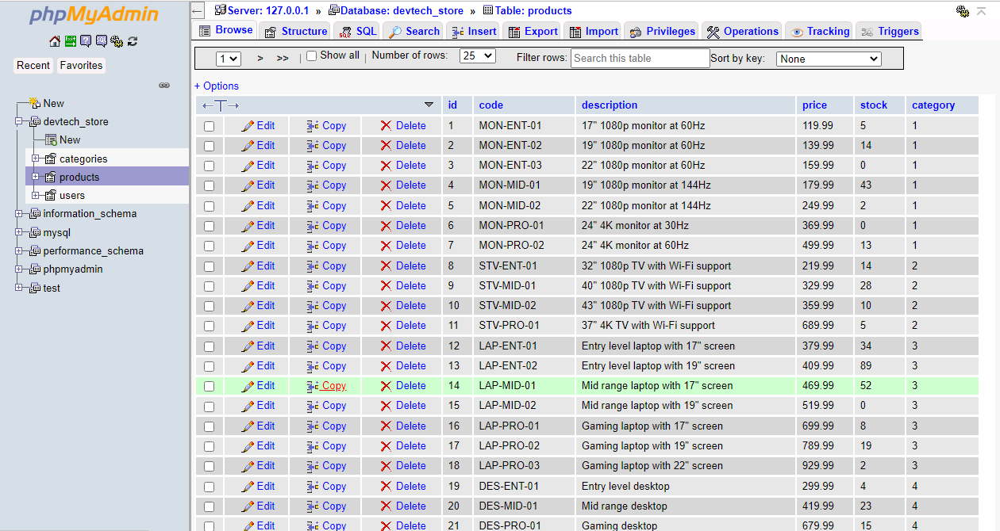 phpMyAdmin
Recent Favorites
New
devtech_store
New
categories
products
users
information_schema
mysql
performance_schema
phpmyadmin
test
Server: 127.0.0.1 » Database: devtech_store » Table: products
Browse Structure SQL Search Insert Export Import Privileges Operations Tracking Triggers
1 > >> | Show all | Number of rows: 25 Filter rows: Search this table Sort by key: None
+ Options
←T→ id code description price stock category
Edit Copy Delete 1 MON-ENT-01 17" 1080p monitor at 60Hz 119.99 5 1
Edit Copy Delete 2 MON-ENT-02 19" 1080p monitor at 60Hz 139.99 14 1
Edit Copy Delete 3 MON-ENT-03 22" 1080p monitor at 60Hz 159.99 0 1
Edit Copy Delete 4 MON-MID-01 19" 1080p monitor at 144Hz 179.99 43 1
Edit Copy Delete 5 MON-MID-02 22" 1080p monitor at 144Hz 249.99 2 1
Edit Copy Delete 6 MON-PRO-01 24" 4K monitor at 30Hz 369.99 0 1
Edit Copy Delete 7 MON-PRO-02 24" 4K monitor at 60Hz 499.99 13 1
Edit Copy Delete 8 STV-ENT-01 32" 1080p TV with Wi-Fi support 219.99 14 2
Edit Copy Delete 9 STV-MID-01 40" 1080p TV with Wi-Fi support 329.99 28 2
Edit Copy Delete 10 STV-MID-02 43" 1080p TV with Wi-Fi support 359.99 10 2
Edit Copy Delete 11 STV-PRO-01 37" 4K TV with Wi-Fi support 689.99 5 2
Edit Copy Delete 12 LAP-ENT-01 Entry level laptop with 17" screen 379.99 34 3
Edit Copy Delete 13 LAP-ENT-02 Entry level laptop with 19" screen 409.99 89 3
Edit Copy Delete 14 LAP-MID-01 Mid range laptop with 17" screen 469.99 52 3
Edit Copy Delete 15 LAP-MID-02 Mid range laptop with 19" screen 519.99 0 3
Edit Copy Delete 16 LAP-PRO-01 Gaming laptop with 17" screen 699.99 8 3
Edit Copy Delete 17 LAP-PRO-02 Gaming laptop with 19" screen 789.99 19 3
Edit Copy Delete 18 LAP-PRO-03 Gaming laptop with 22" screen 929.99 2 3
Edit Copy Delete 19 DES-ENT-01 Entry level desktop 299.99 4 4
Edit Copy Delete 20 DES-MID-01 Mid range desktop 419.99 23 4
Edit Copy Delete 21 DES-PRO-01 Gaming desktop 679.99 15 4